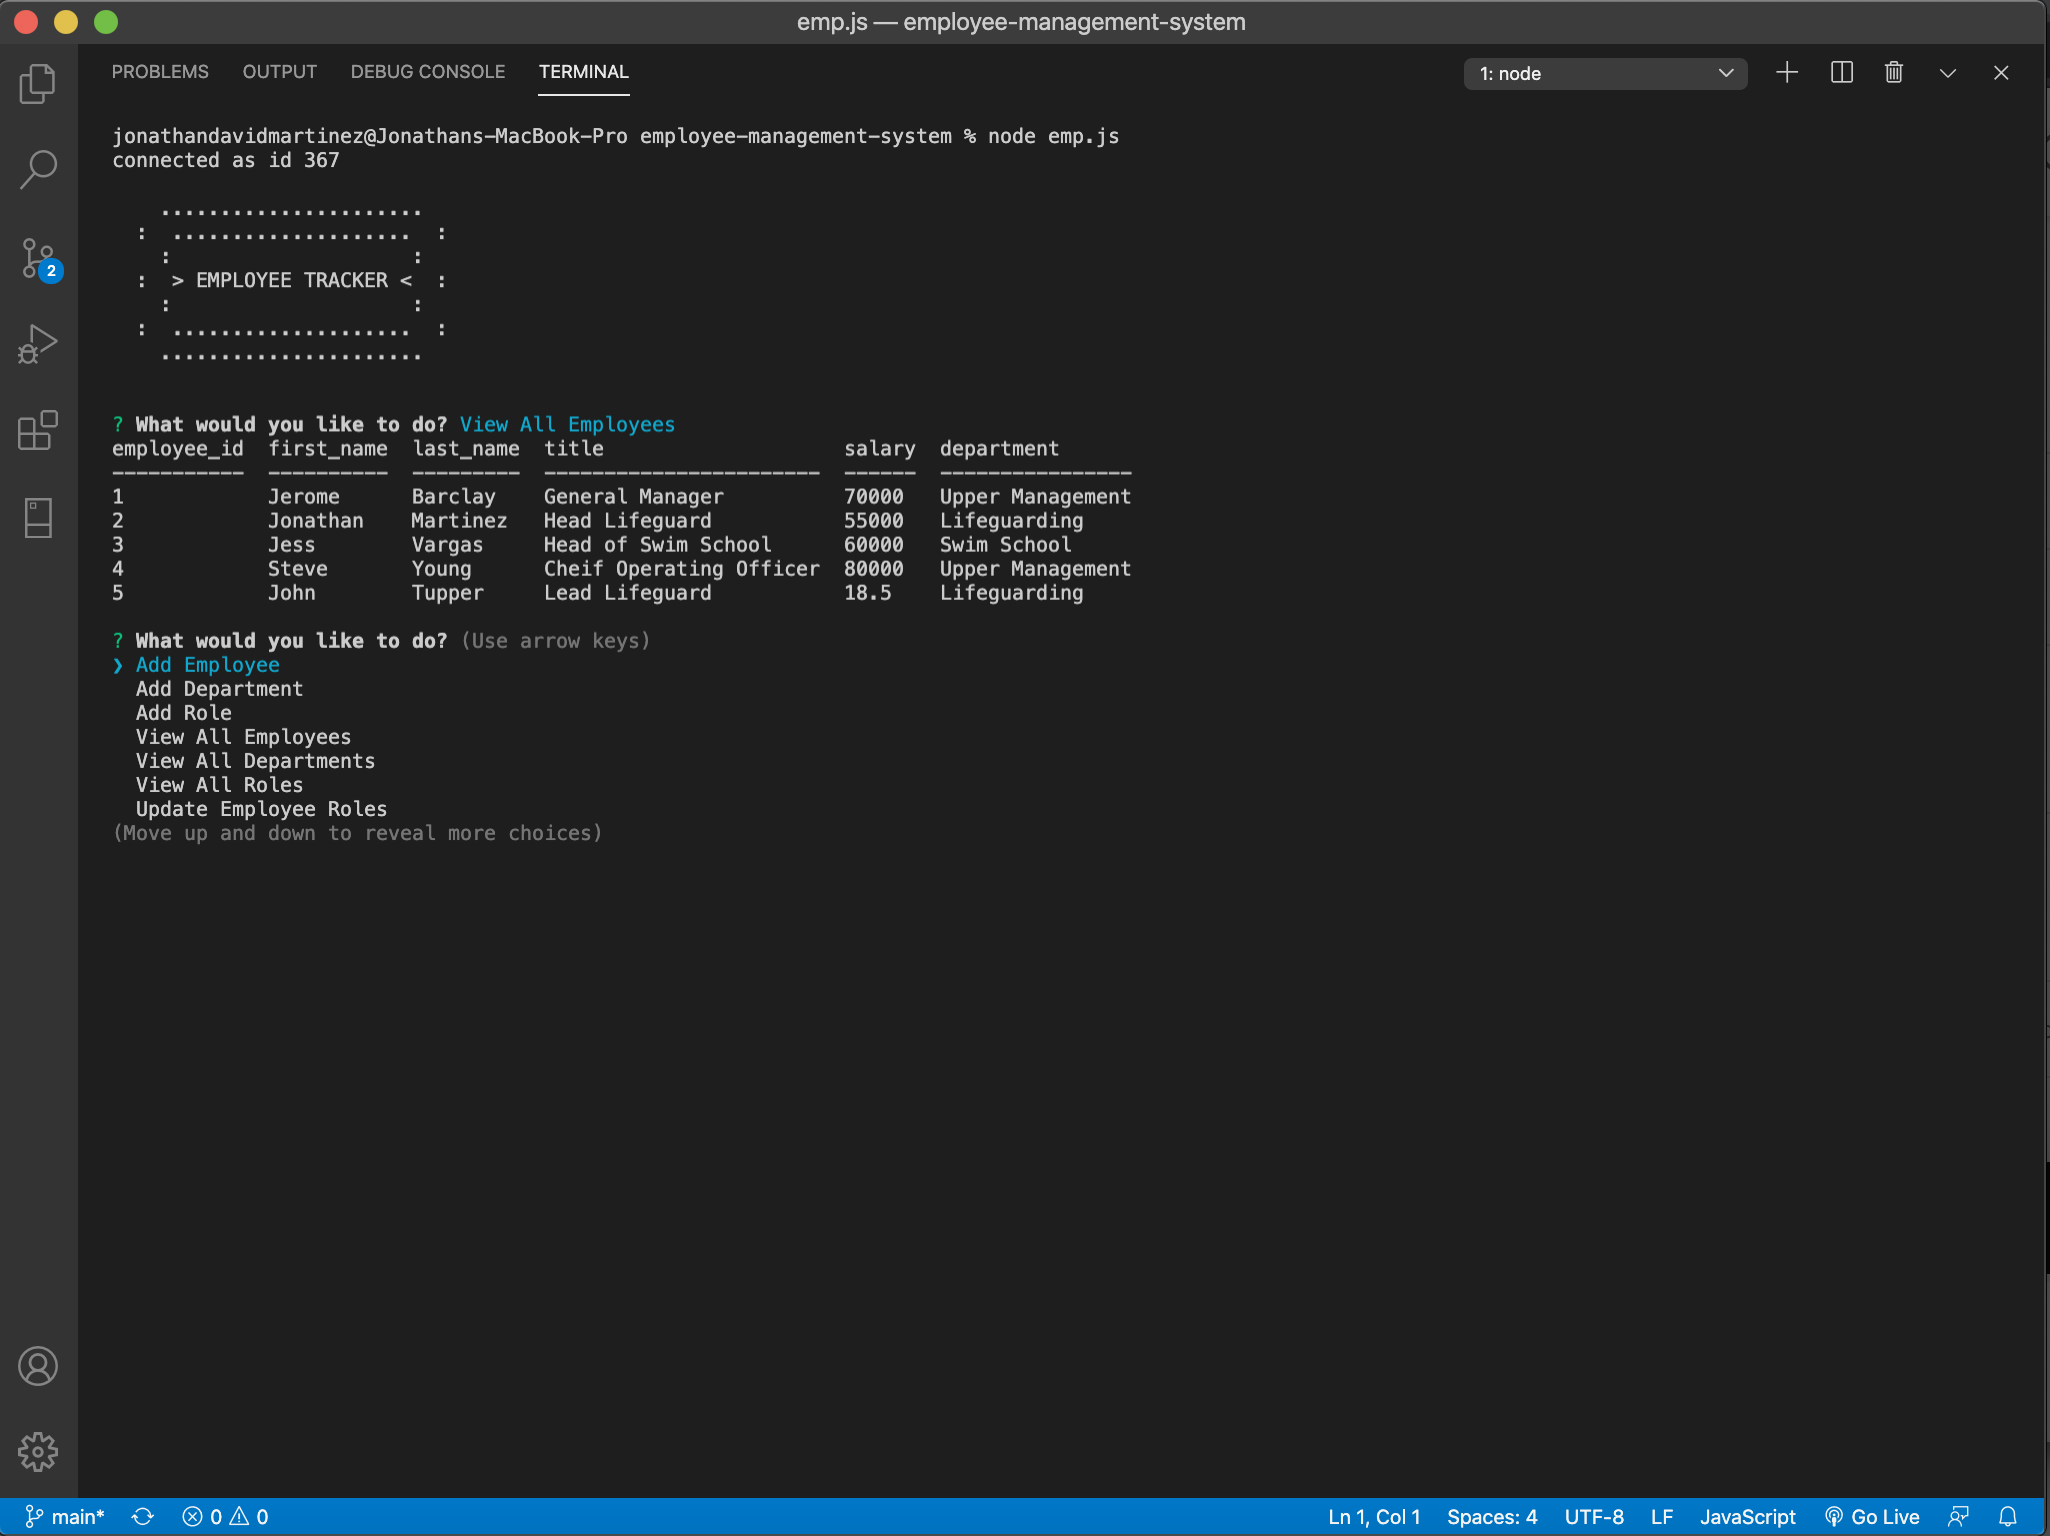 emp.js — employee-management-system
PROBLEMS OUTPUT DEBUG CONSOLE TERMINAL 1: node
jonathandavidmartinez@Jonathans-MacBook-Pro employee-management-system % node emp.js
connected as id 367
......................
: .................... :
: :
: > EMPLOYEE TRACKER < :
: :
: .................... :
......................
2
? What would you like to do? View All Employees
employee_id first_name last_name title salary department
----------- ---------- --------- ----------------------- ------ ----------------
1 Jerome Barclay General Manager 70000 Upper Management
2 Jonathan Martinez Head Lifeguard 55000 Lifeguarding
3 Jess Vargas Head of Swim School 60000 Swim School
4 Steve Young Cheif Operating Officer 80000 Upper Management
5 John Tupper Lead Lifeguard 18.5 Lifeguarding
? What would you like to do? (Use arrow keys)
❯ Add Employee
Add Department
Add Role
View All Employees
View All Departments
View All Roles
Update Employee Roles
(Move up and down to reveal more choices)
main* 0 0 Ln 1, Col 1 Spaces: 4 UTF-8 LF JavaScript Go Live